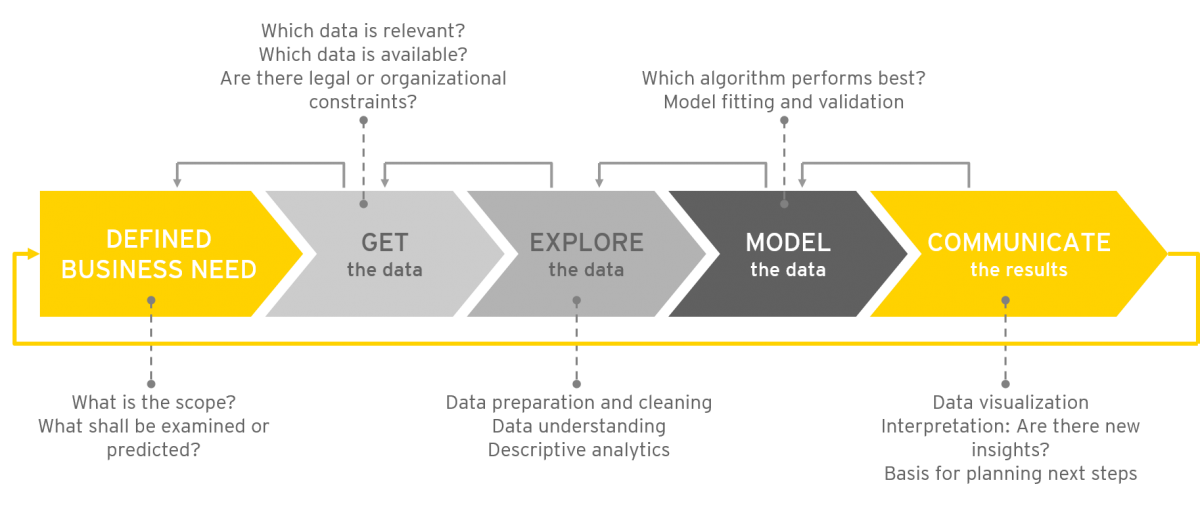 Which data is relevant?
Which data is available?
Are there legal or organizational
constraints?
Which algorithm performs best?
Model fitting and validation
DEFINED
BUSINESS NEED
GET
the data
EXPLORE
the data
MODEL
the data
COMMUNICATE
the results
What is the scope?
What shall be examined or
predicted?
Data preparation and cleaning
Data understanding
Descriptive analytics
Data visualization
Interpretation: Are there new
insights?
Basis for planning next steps